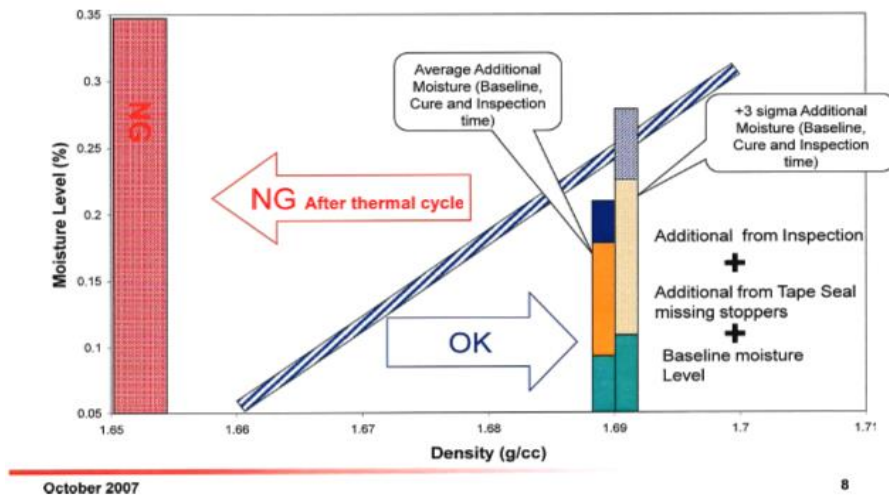 0.35
0.3
0.25
0.2
0.15
0.1
0.05
Moisture Level (%)
NG
Average Additional
Moisture (Baseline,
Cure and Inspection
time)
+3 sigma Additional
Moisture (Baseline,
Cure and Inspection
time)
NG After thermal cycle
OK
Additional from Inspection
+
Additional from Tape Seal
missing stoppers
+
Baseline moisture
Level
1.65
1.66
1.67
1.68
1.69
1.7
1.71
Density (g/cc)
October 2007
8